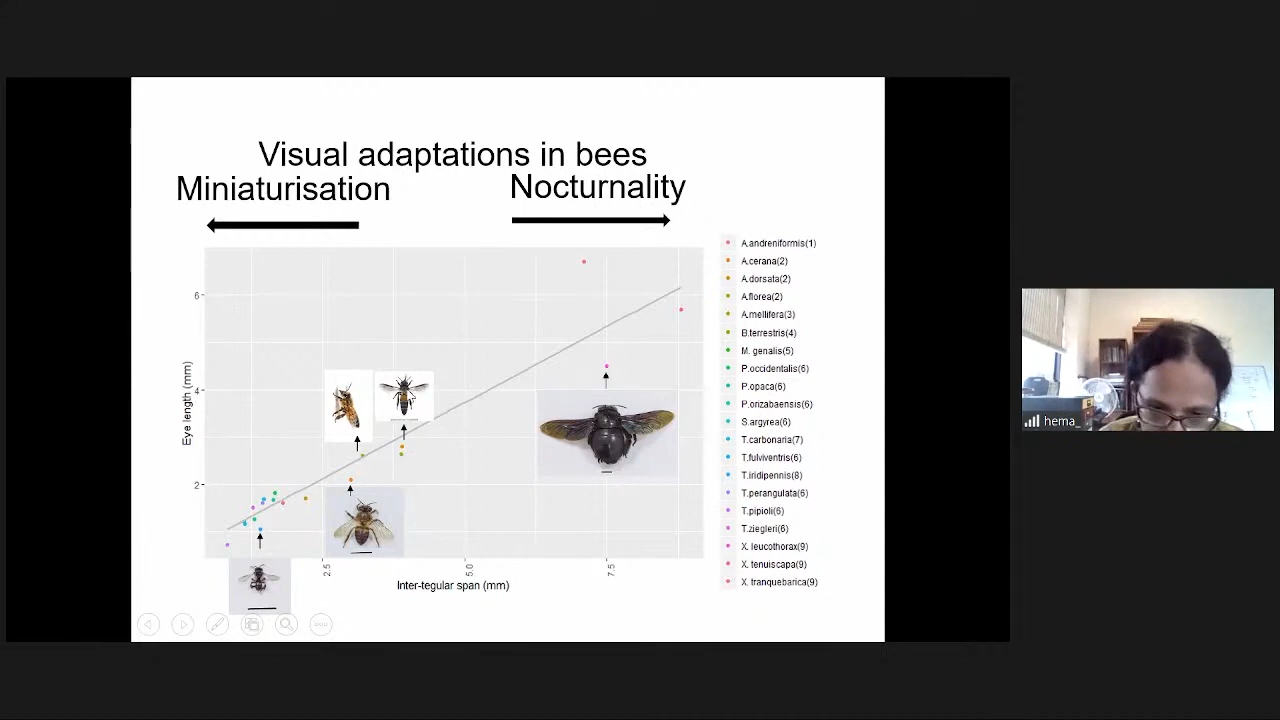 Visual adaptations in bees
Miniaturisation
Nocturnality
A.andreniformis(1)
A.cerana(2)
A.dorsata(2)
A.florea(2)
A.mellifera(3)
B.terrestris(4)
M. genalis(5)
P.occidentalis(6)
P.opaca(6)
P.orizabaensis(6)
S.argyrea(6)
T.carbonaria(7)
T.fulviventris(6)
T.iridipennis(8)
T.perangulata(6)
T.pipioli(6)
T.ziegleri(6)
X. leucothorax(9)
X. tenuiscapa(9)
X. tranquebarica(9)
Eye length (mm)
6
4
2
2.5
5.0
7.5
Inter-tegular span (mm)
hema_